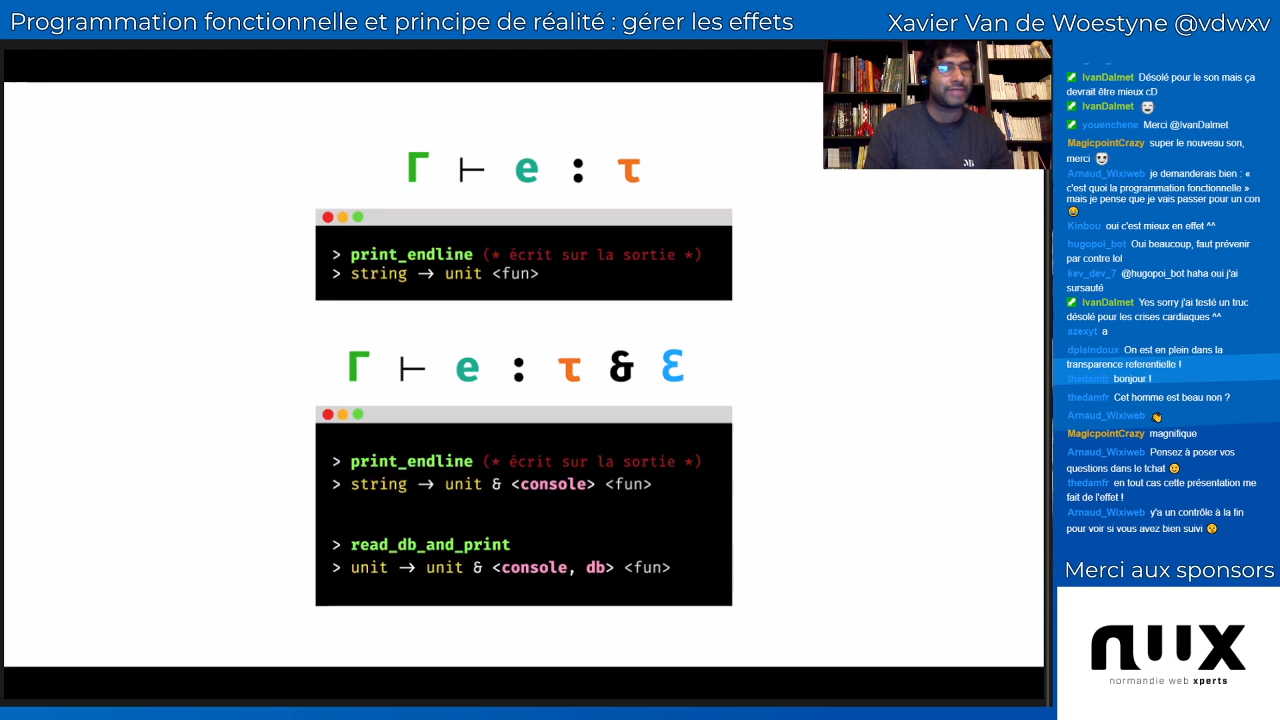 Programmation fonctionnelle et principe de réalité : gérer les effets
Xavier Van de Woestyne @vdwxv
Γ ⊢ e : τ
> print_endline (* écrit sur la sortie *)
> string → unit <fun>
Γ ⊢ e : τ & Ɛ
> print_endline (* écrit sur la sortie *)
> string → unit & <console> <fun>
> read_db_and_print
> unit → unit & <console, db> <fun>
IvanDalmet Désolé pour le son mais ça
devrait être mieux cD
IvanDalmet
youenchene Merci @IvanDalmet
MagicpointCrazy super le nouveau son,
merci
Arnaud_Wixiweb je demanderais bien : «
c'est quoi la programmation fonctionnelle »
mais je pense que je vais passer pour un con
Kinbou oui c'est mieux en effet ^^
hugopoi_bot Oui beaucoup, faut prévenir
par contre lol
kev_dev_7 @hugopoi_bot haha oui j'ai
sursauté
IvanDalmet Yes sorry j'ai testé un truc
désolé pour les crises cardiaques ^^
azexyt a
dplaindoux On est en plein dans la
transparence referentielle !
thedamfr bonjour !
thedamfr Cet homme est beau non ?
Arnaud_Wixiweb
MagicpointCrazy magnifique
Arnaud_Wixiweb Pensez à poser vos
questions dans le tchat
thedamfr en tout cas cette présentation me
fait de l'effet !
Arnaud_Wixiweb y'a un contrôle à la fin
pour voir si vous avez bien suivi
Merci aux sponsors
nwx
normandie web xperts